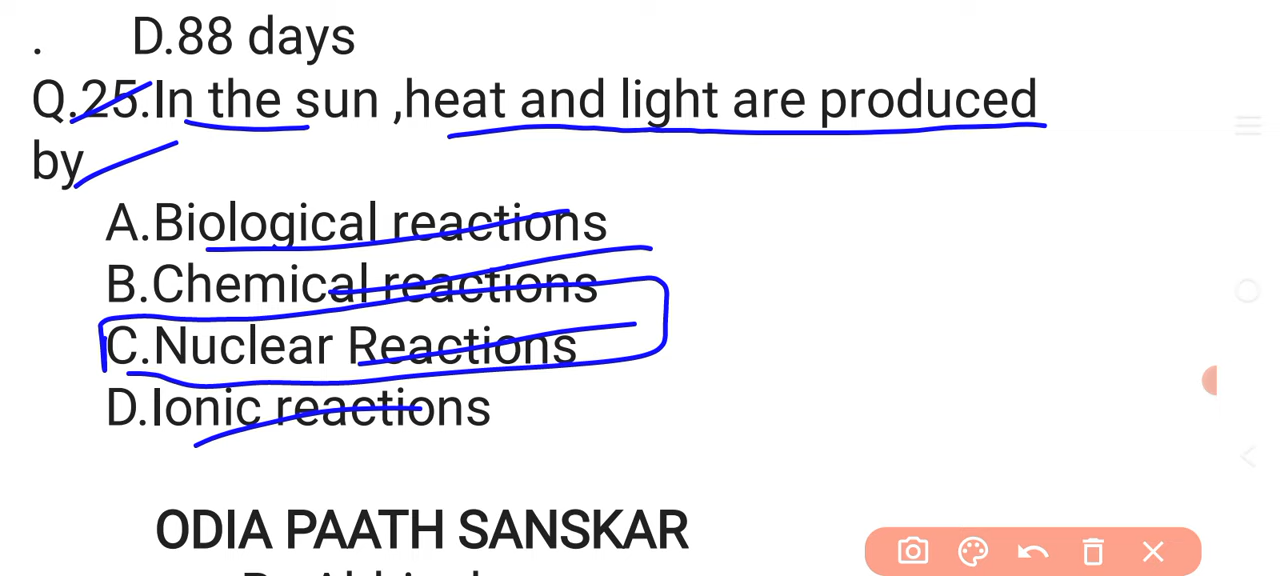 . D.88 days
Q.25.In the sun ,heat and light are produced
by
A.Biological reactions
B.Chemical reactions
C.Nuclear Reactions
D.Ionic reactions
ODIA PAATH SANSKAR